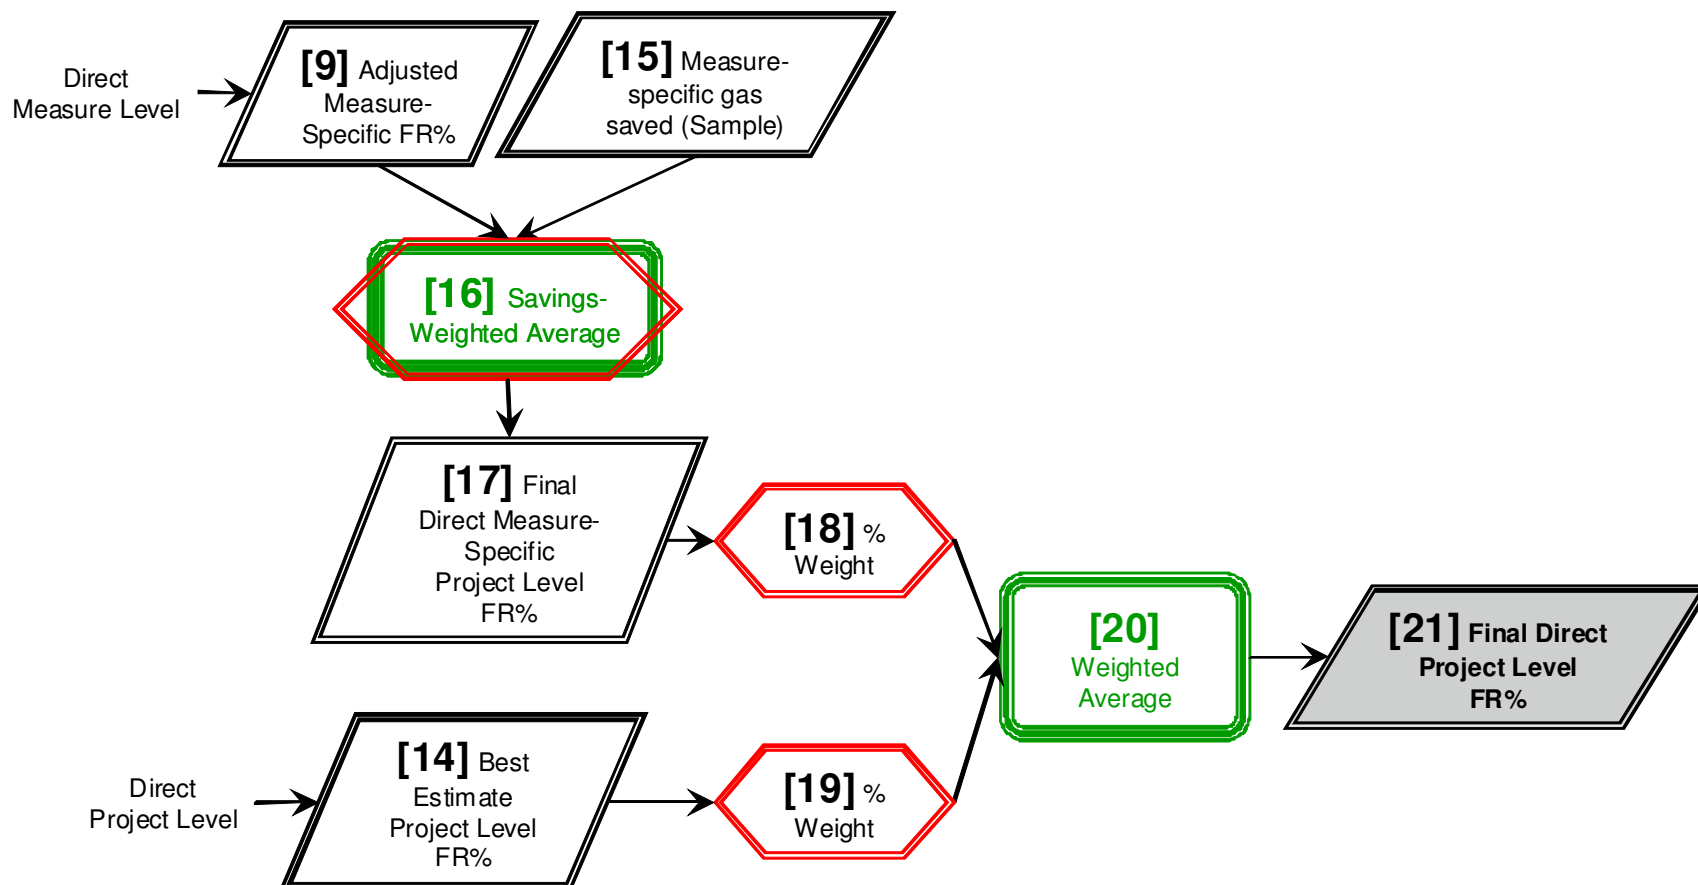 Direct
Measure Level
[9] Adjusted
Measure-
Specific FR%
[15] Measure-
specific gas
saved (Sample)
[16] Savings-
Weighted Average
[17] Final
Direct Measure-
Specific
Project Level
FR%
[18] %
Weight
[20]
Weighted
Average
[21] Final Direct
Project Level
FR%
Direct
Project Level
[14] Best
Estimate
Project Level
FR%
[19] %
Weight